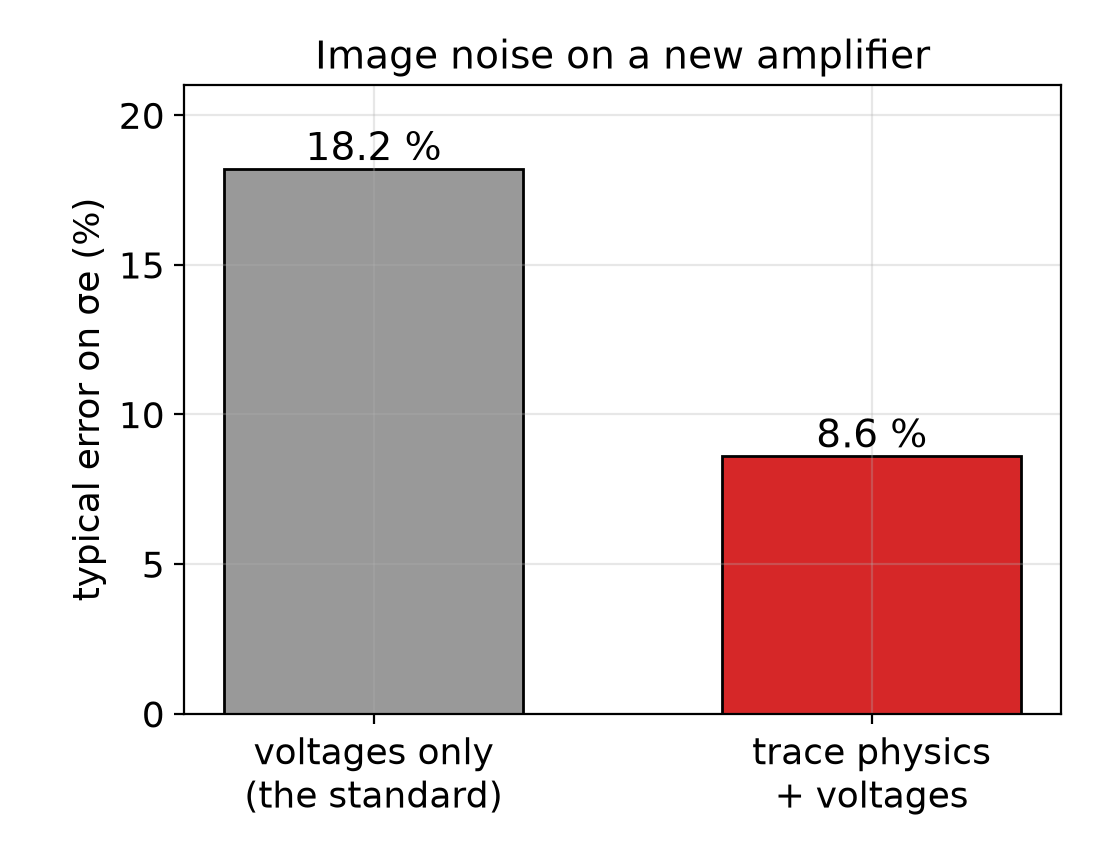 Image noise on a new amplifier
typical error on σe (%)
20
15
10
5
0
18.2 %
8.6 %
voltages only
(the standard)
trace physics
+ voltages